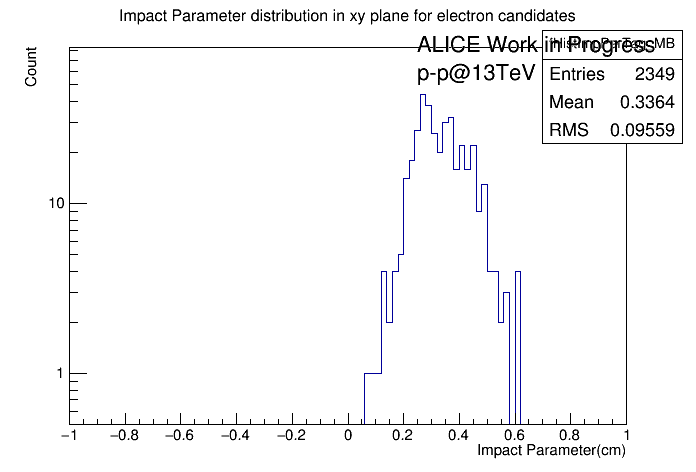 Impact Parameter distribution in xy plane for electron candidates
ALICE Work in Progress
p-p@13TeV
Entries 2349
Mean 0.3364
RMS 0.09559
Count
10
1
−1 −0.8 −0.6 −0.4 −0.2 0 0.2 0.4 0.6 0.8 1
Impact Parameter(cm)